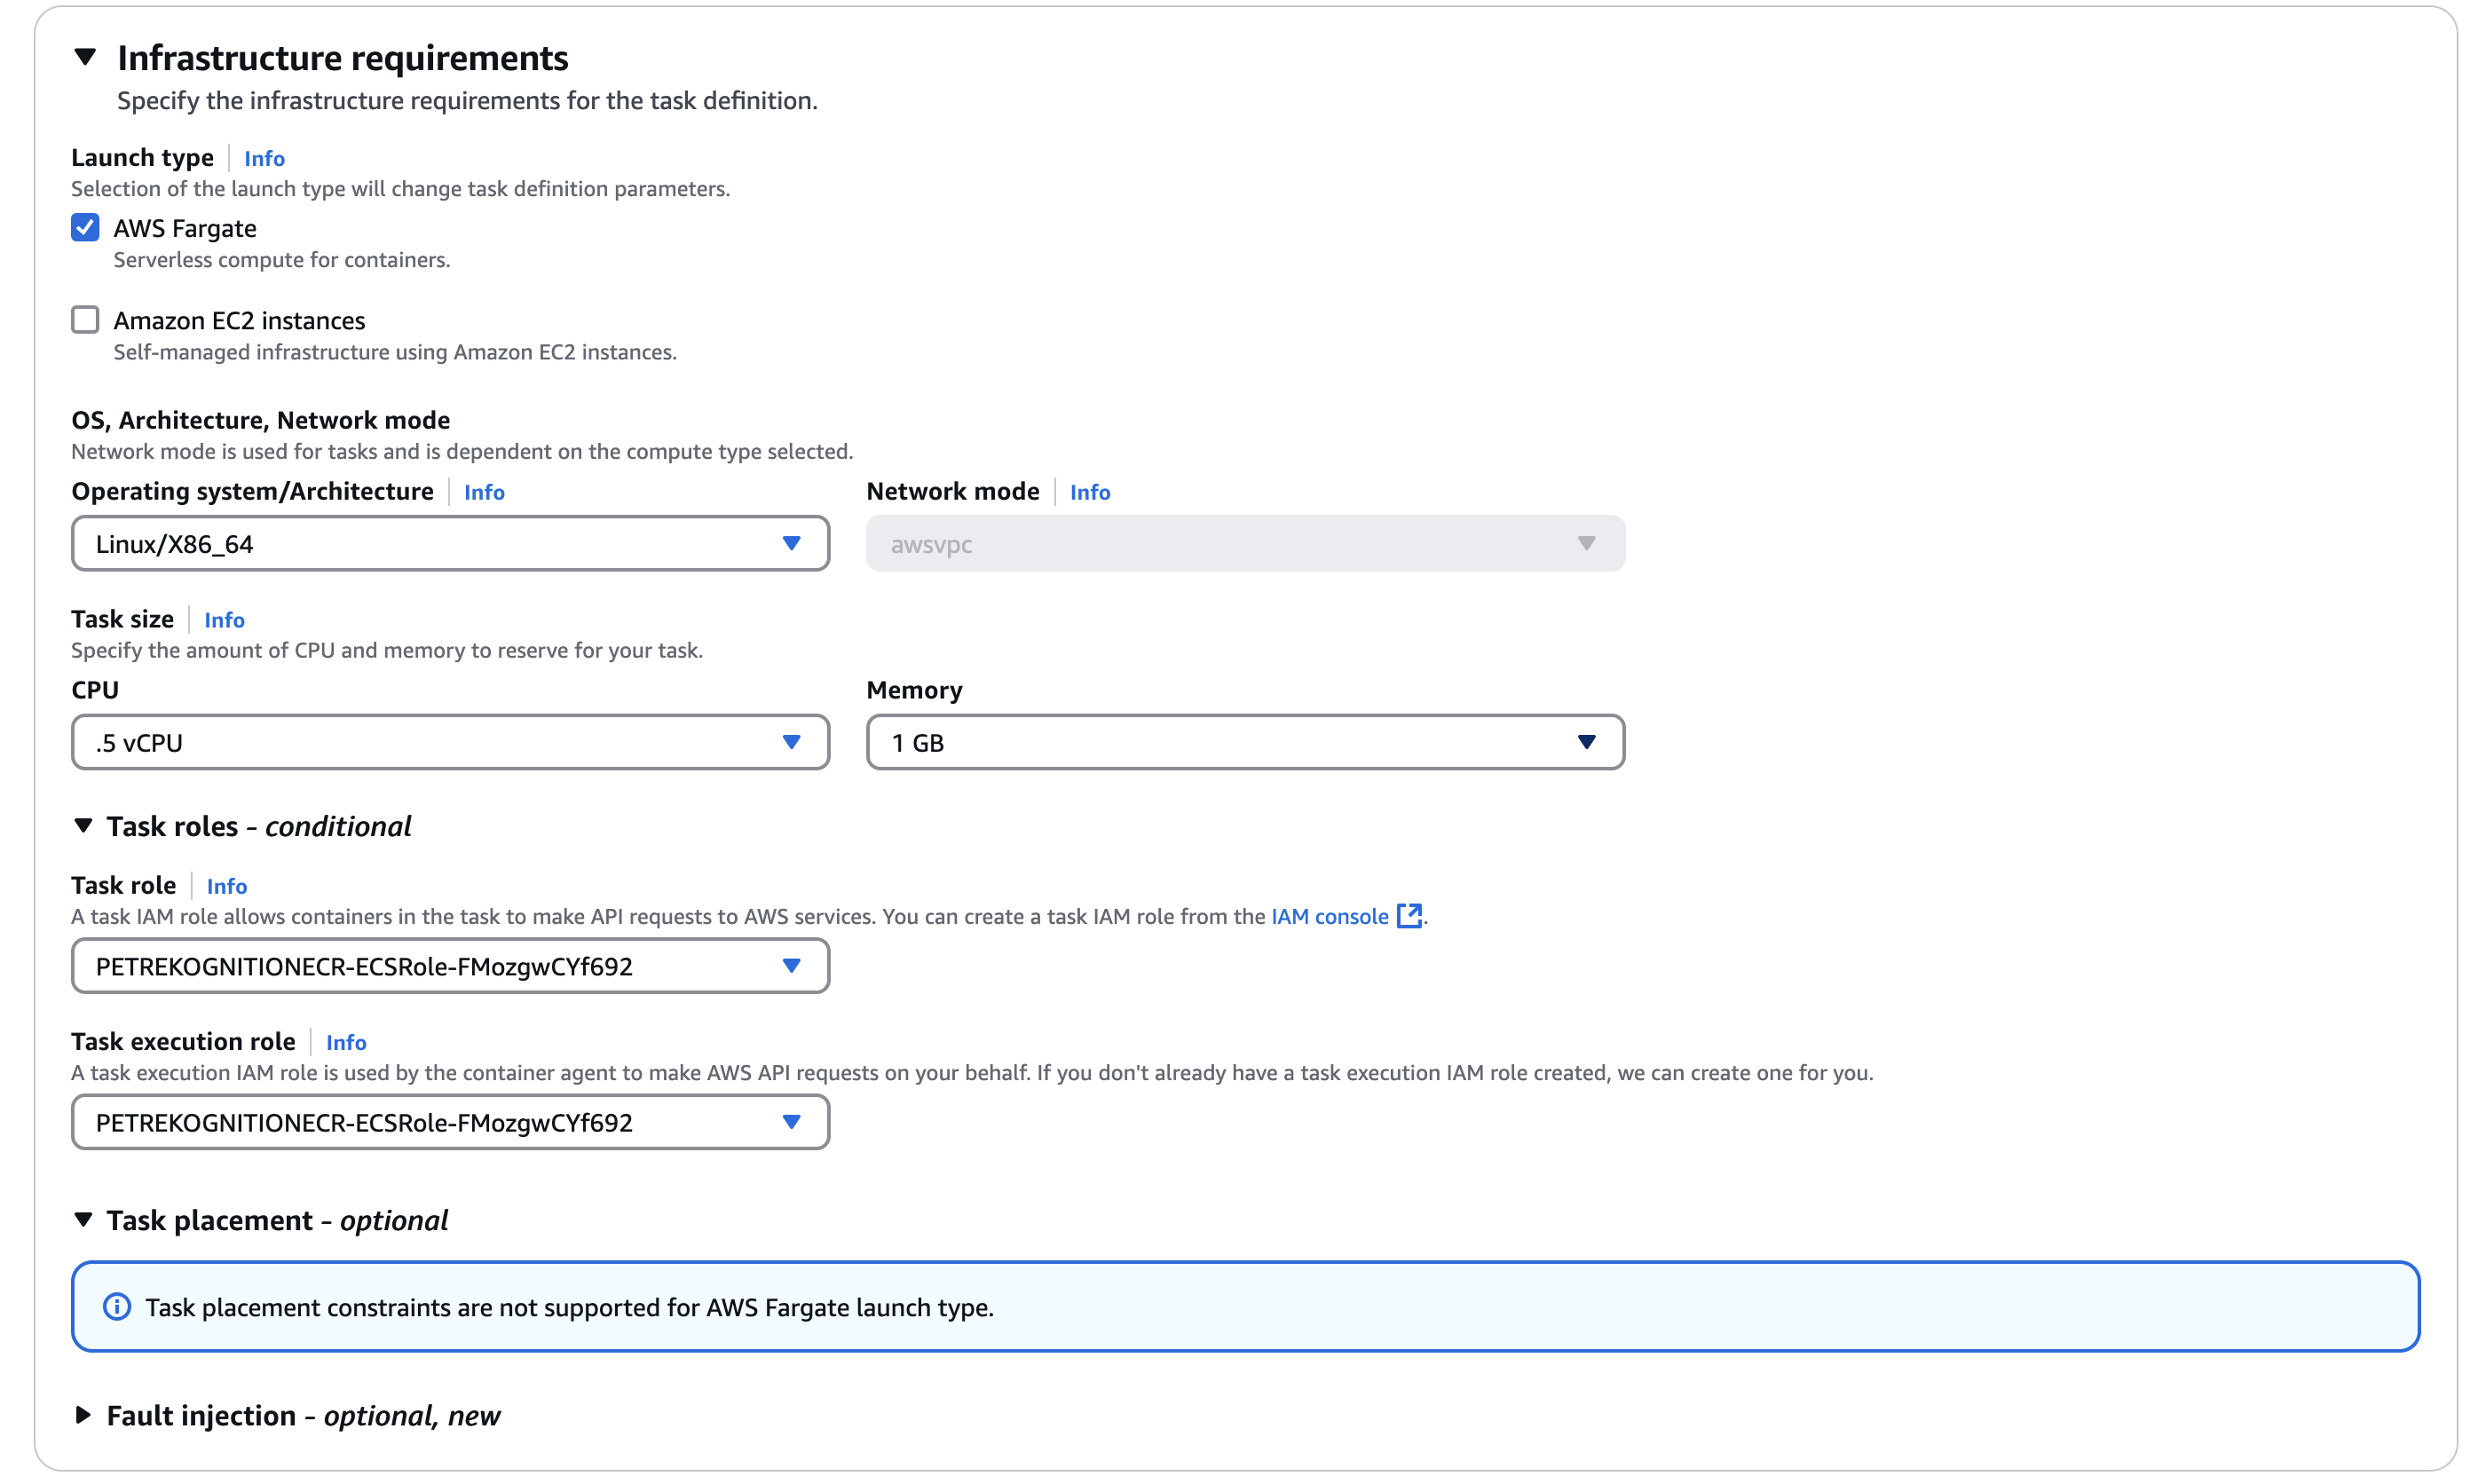 Infrastructure requirements
Specify the infrastructure requirements for the task definition.
Launch type Info
Selection of the launch type will change task definition parameters.
AWS Fargate
Serverless compute for containers.
Amazon EC2 instances
Self-managed infrastructure using Amazon EC2 instances.
OS, Architecture, Network mode
Network mode is used for tasks and is dependent on the compute type selected.
Operating system/Architecture Info Network mode Info
Linux/X86_64 awsvpc
Task size Info
Specify the amount of CPU and memory to reserve for your task.
CPU Memory
.5 vCPU 1 GB
Task roles - conditional
Task role Info
A task IAM role allows containers in the task to make API requests to AWS services. You can create a task IAM role from the IAM console.
PETREKOGNITIONECR-ECSRole-FMozgwCYf692
Task execution role Info
A task execution IAM role is used by the container agent to make AWS API requests on your behalf. If you don't already have a task execution IAM role created, we can create one for you.
PETREKOGNITIONECR-ECSRole-FMozgwCYf692
Task placement - optional
Task placement constraints are not supported for AWS Fargate launch type.
Fault injection - optional, new